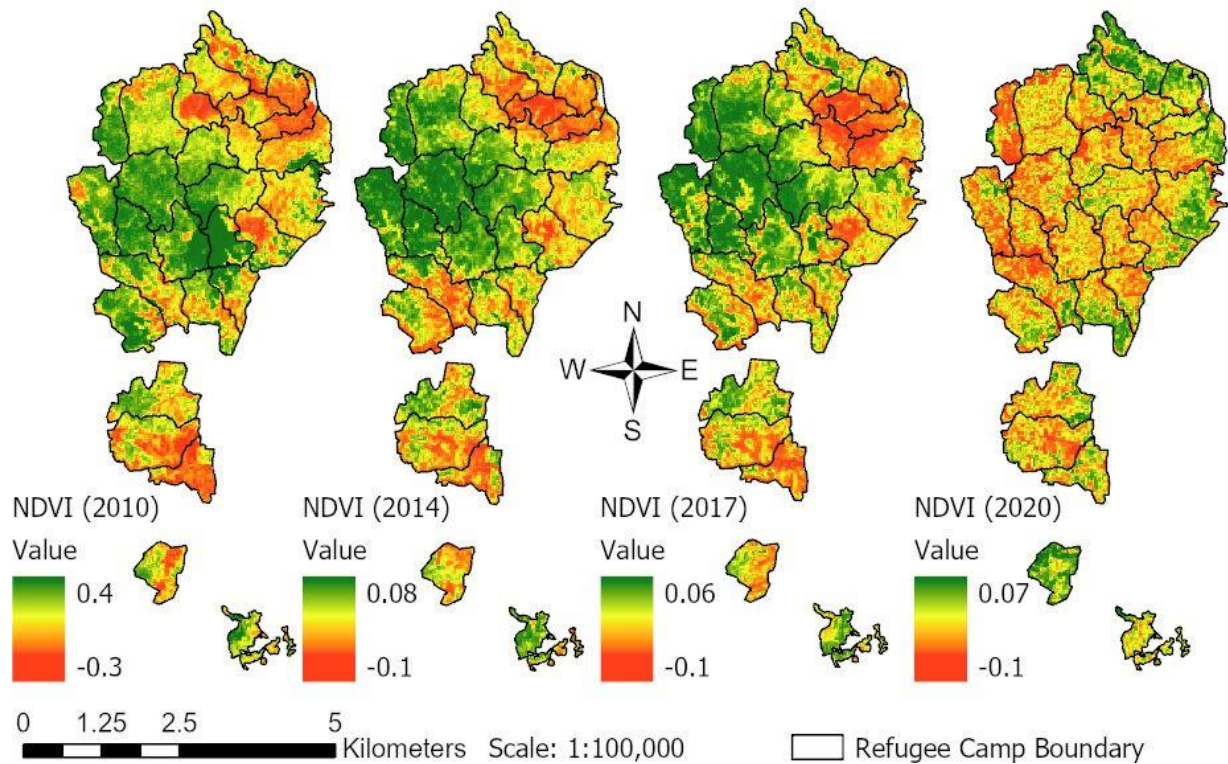 N
W E
S
NDVI (2010) NDVI (2014) NDVI (2017) NDVI (2020)
Value Value Value Value
0.4 0.08 0.06 0.07
-0.3 -0.1 -0.1 -0.1
0 1.25 2.5 5
Kilometers Scale: 1:100,000 Refugee Camp Boundary